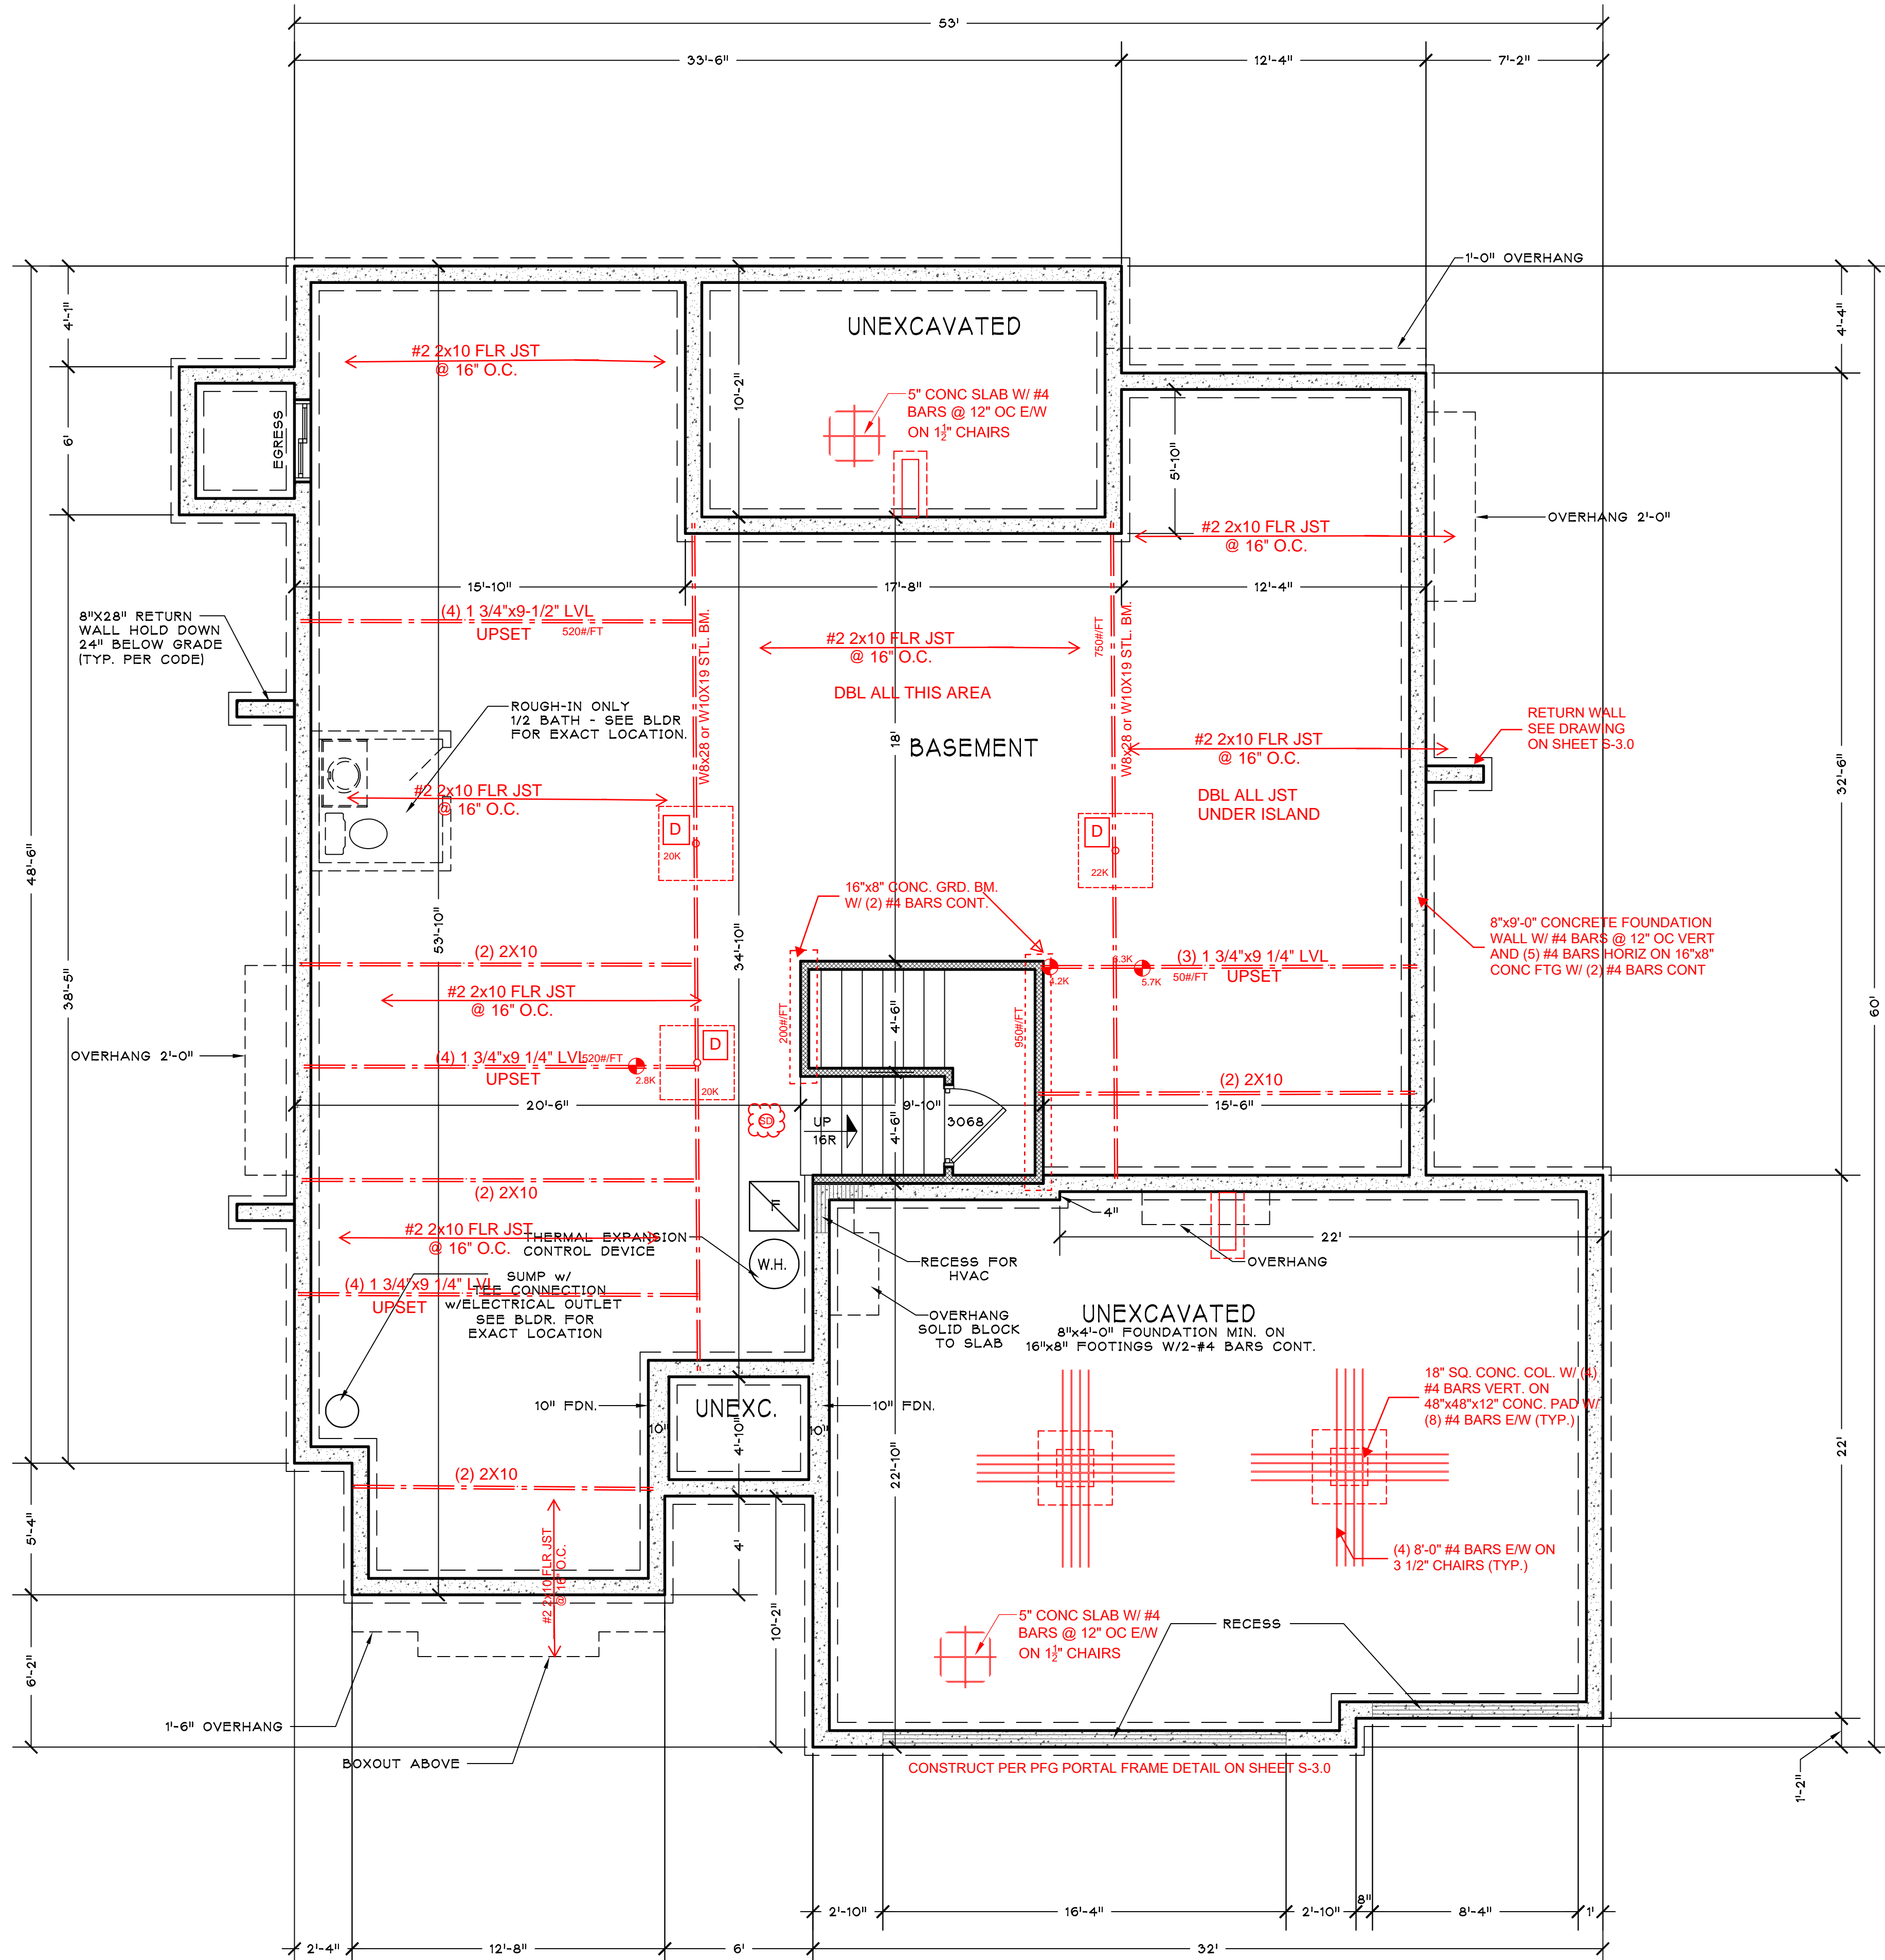 53'
33'-6"
12'-4"
7'-2"
1'-0" OVERHANG
4'-1"
4'-4"
UNEXCAVATED
#2 2x10 FLR JST
@ 16" O.C.
10'-2"
5" CONC SLAB W/ #4
BARS @ 12" OC E/W
ON 1½" CHAIRS
6'
EGRESS
5'-10"
#2 2x10 FLR JST
@ 16" O.C.
OVERHANG 2'-0"
15'-10"
17'-8"
12'-4"
8"X28" RETURN
WALL HOLD DOWN
24" BELOW GRADE
(TYP. PER CODE)
(4) 1 3/4"x9-1/2" LVL
UPSET
520#/FT
W8x28 or W10X19 STL. BM.
#2 2x10 FLR JST
@ 16" O.C.
DBL ALL THIS AREA
750#/FT
W8x28 or W10X19 STL. BM.
ROUGH-IN ONLY
1/2 BATH - SEE BLDR
FOR EXACT LOCATION.
18'
BASEMENT
#2 2x10 FLR JST
@ 16" O.C.
RETURN WALL
SEE DRAWING
ON SHEET S-3.0
32'-6"
#2 2x10 FLR JST
@ 16" O.C.
DBL ALL JST
UNDER ISLAND
D
20K
D
22K
48'-6"
16"x8" CONC. GRD. BM.
W/ (2) #4 BARS CONT.
8"x9'-0" CONCRETE FOUNDATION
WALL W/ #4 BARS @ 12" OC VERT
AND (5) #4 BARS HORIZ ON 16"x8"
CONC FTG W/ (2) #4 BARS CONT
53'-10"
34'-10"
38'-5"
60'
(2) 2X10
(3) 1 3/4"x9 1/4" LVL
UPSET
50#/FT
4.2K
5.7K
#2 2x10 FLR JST
@ 16" O.C.
200#/FT
4'-6"
950#/FT
OVERHANG 2'-0"
(4) 1 3/4"x9 1/4" LVL
520#/FT
UPSET
2.8K
D
20K
(2) 2X10
20'-6"
9'-10"
15'-6"
SD
UP
16R
4'-6"
3068
(2) 2X10
F
#2 2x10 FLR JST
@ 16" O.C.
THERMAL EXPANSION
CONTROL DEVICE
W.H.
RECESS FOR
HVAC
4"
22'
OVERHANG
(4) 1 3/4"x9 1/4" LVL
UPSET
SUMP w/
TEE CONNECTION
w/ELECTRICAL OUTLET
SEE BLDR. FOR
EXACT LOCATION
OVERHANG
SOLID BLOCK
TO SLAB
UNEXCAVATED
8"x4'-0" FOUNDATION MIN. ON
16"x8" FOOTINGS W/2-#4 BARS CONT.
18" SQ. CONC. COL. W/ (4)
#4 BARS VERT. ON
48"x48"x12" CONC. PAD W/
(8) #4 BARS E/W (TYP.)
10" FDN.
UNEXC.
10" FDN.
10"
4'-10"
10"
22'-10"
22'
(2) 2X10
#2 2x10 FLR JST
@ 16" O.C.
5'-4"
4'
(4) 8'-0" #4 BARS E/W ON
3 1/2" CHAIRS (TYP.)
10'-2"
5" CONC SLAB W/ #4
BARS @ 12" OC E/W
ON 1½" CHAIRS
RECESS
6'-2"
1'-6" OVERHANG
BOXOUT ABOVE
CONSTRUCT PER PFG PORTAL FRAME DETAIL ON SHEET S-3.0
1'-2"
2'-10"
16'-4"
2'-10"
8"
8'-4"
1'
2'-4"
12'-8"
6'
32'